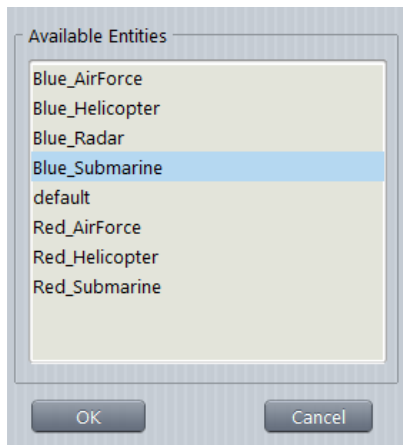 Available Entities
Blue_AirForce
Blue_Helicopter
Blue_Radar
Blue_Submarine
default
Red_AirForce
Red_Helicopter
Red_Submarine
OK
Cancel